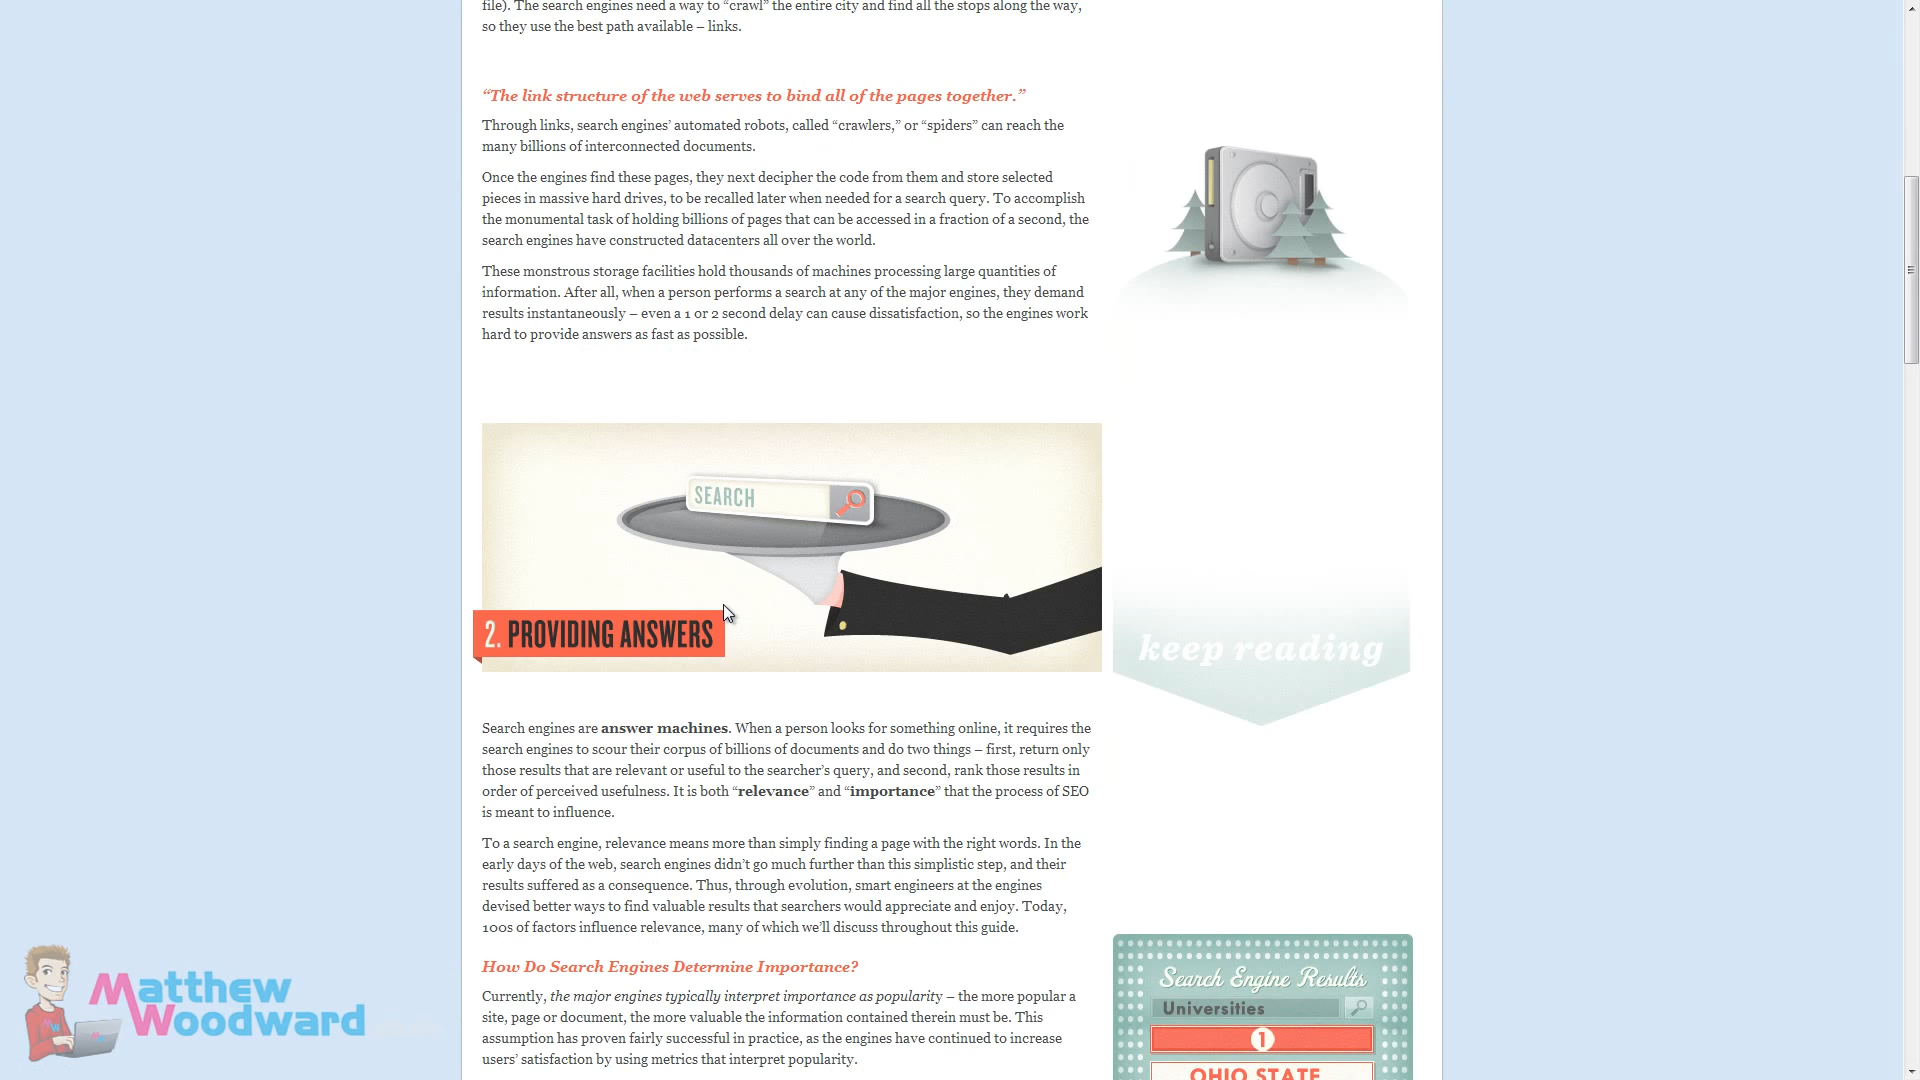 file). The search engines need a way to “crawl” the entire city and find all the stops along the way,
so they use the best path available – links.
“The link structure of the web serves to bind all of the pages together.”
Through links, search engines’ automated robots, called “crawlers,” or “spiders” can reach the
many billions of interconnected documents.
Once the engines find these pages, they next decipher the code from them and store selected
pieces in massive hard drives, to be recalled later when needed for a search query. To accomplish
the monumental task of holding billions of pages that can be accessed in a fraction of a second, the
search engines have constructed datacenters all over the world.
These monstrous storage facilities hold thousands of machines processing large quantities of
information. After all, when a person performs a search at any of the major engines, they demand
results instantaneously – even a 1 or 2 second delay can cause dissatisfaction, so the engines work
hard to provide answers as fast as possible.
SEARCH
2. PROVIDING ANSWERS
keep reading
Search engines are answer machines. When a person looks for something online, it requires the
search engines to scour their corpus of billions of documents and do two things – first, return only
those results that are relevant or useful to the searcher’s query, and second, rank those results in
order of perceived usefulness. It is both “relevance” and “importance” that the process of SEO
is meant to influence.
To a search engine, relevance means more than simply finding a page with the right words. In the
early days of the web, search engines didn’t go much further than this simplistic step, and their
results suffered as a consequence. Thus, through evolution, smart engineers at the engines
devised better ways to find valuable results that searchers would appreciate and enjoy. Today,
100s of factors influence relevance, many of which we’ll discuss throughout this guide.
How Do Search Engines Determine Importance?
Currently, the major engines typically interpret importance as popularity – the more popular a
site, page or document, the more valuable the information contained therein must be. This
assumption has proven fairly successful in practice, as the engines have continued to increase
users’ satisfaction by using metrics that interpret popularity.
Search Engine Results
Universities
1
OHIO STATE
Matthew
Woodward